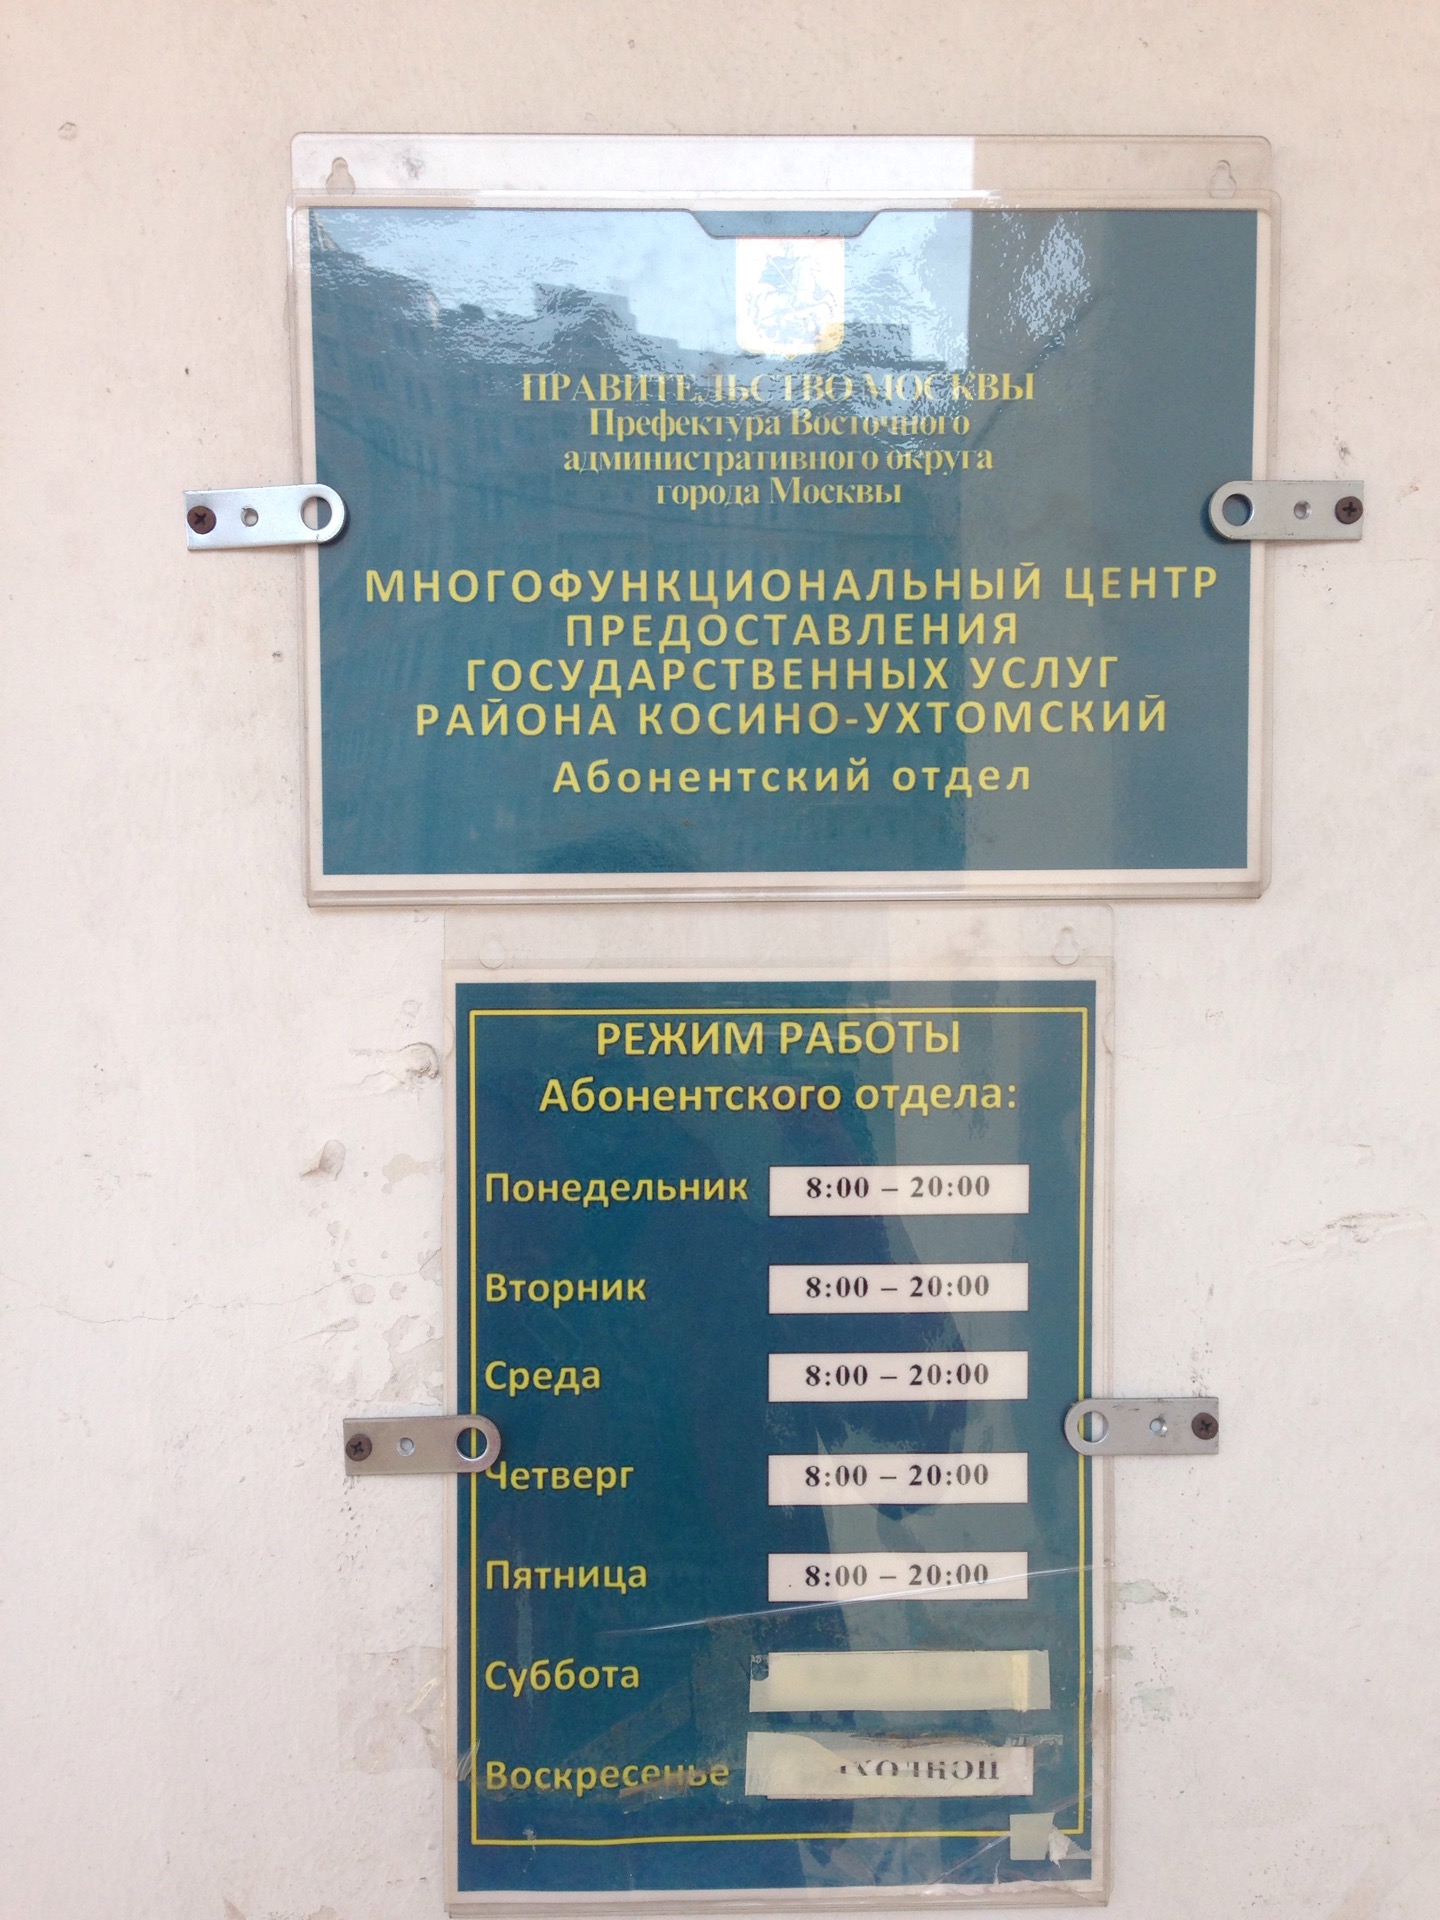 ПРАВИТЕЛЬСТВО МОСКВЫ
Префектура Восточного
административного округа
города Москвы
МНОГОФУНКЦИОНАЛЬНЫЙ ЦЕНТР
ПРЕДОСТАВЛЕНИЯ
ГОСУДАРСТВЕННЫХ УСЛУГ
РАЙОНА КОСИНО-УХТОМСКИЙ
Абонентский отдел
РЕЖИМ РАБОТЫ
Абонентского отдела:
Понедельник 8:00 – 20:00
Вторник 8:00 – 20:00
Среда 8:00 – 20:00
Четверг 8:00 – 20:00
Пятница 8:00 – 20:00
Суббота
Воскресенье